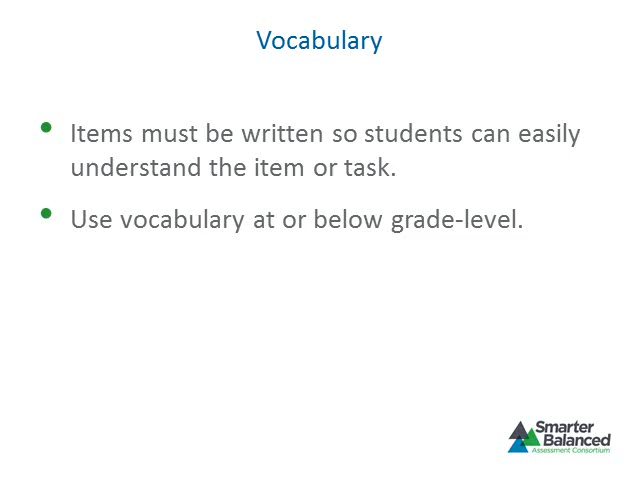 Vocabulary
• Items must be written so students can easily
understand the item or task.
• Use vocabulary at or below grade-level.
Smarter
Balanced
Assessment Consortium